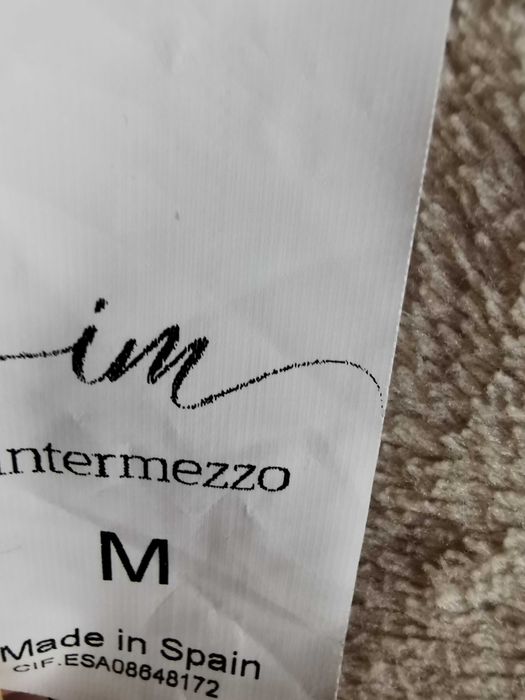 im
intermezzo
M
Made in Spain
CIF.ESA08648172